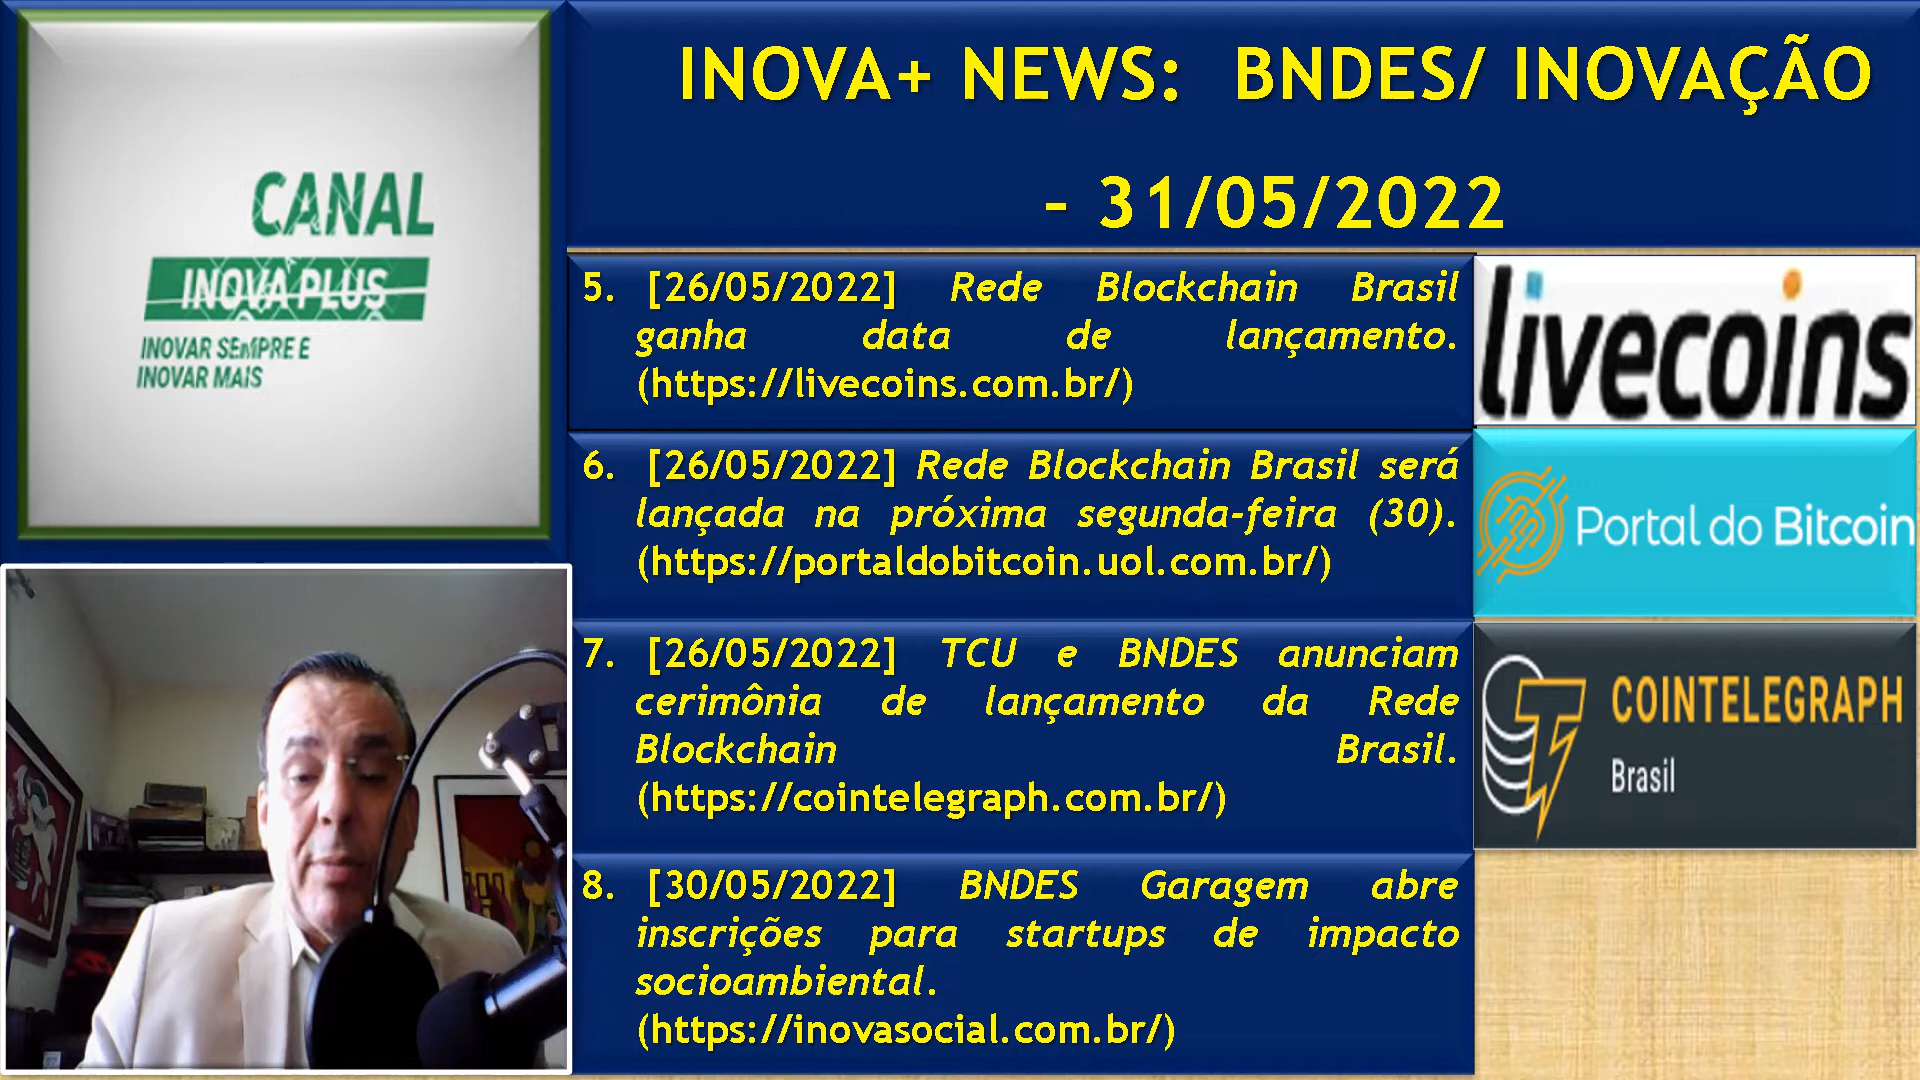 CANAL
INOVA PLUS
INOVAR SEMPRE E
INOVAR MAIS
INOVA+ NEWS: BNDES/ INOVAÇÃO
– 31/05/2022
5. [26/05/2022] Rede Blockchain Brasil
ganha data de lançamento.
(https://livecoins.com.br/)
livecoins
6. [26/05/2022] Rede Blockchain Brasil será
lançada na próxima segunda-feira (30).
(https://portaldobitcoin.uol.com.br/)
Portal do Bitcoin
7. [26/05/2022] TCU e BNDES anunciam
cerimônia de lançamento da Rede
Blockchain Brasil.
(https://cointelegraph.com.br/)
COINTELEGRAPH
Brasil
8. [30/05/2022] BNDES Garagem abre
inscrições para startups de impacto
socioambiental.
(https://inovasocial.com.br/)